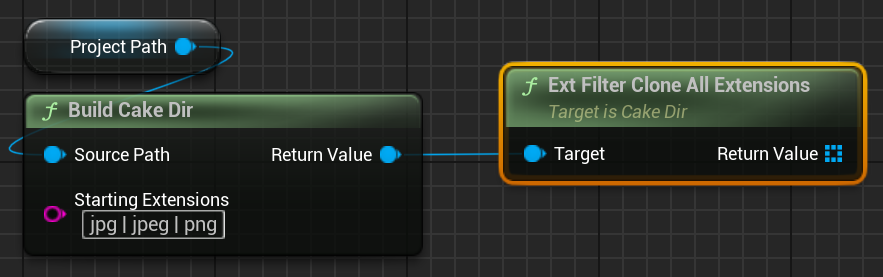 Project Path
f Build Cake Dir
Source Path
Return Value
Starting Extensions
jpg | jpeg | png
f Ext Filter Clone All Extensions
Target is Cake Dir
Target
Return Value